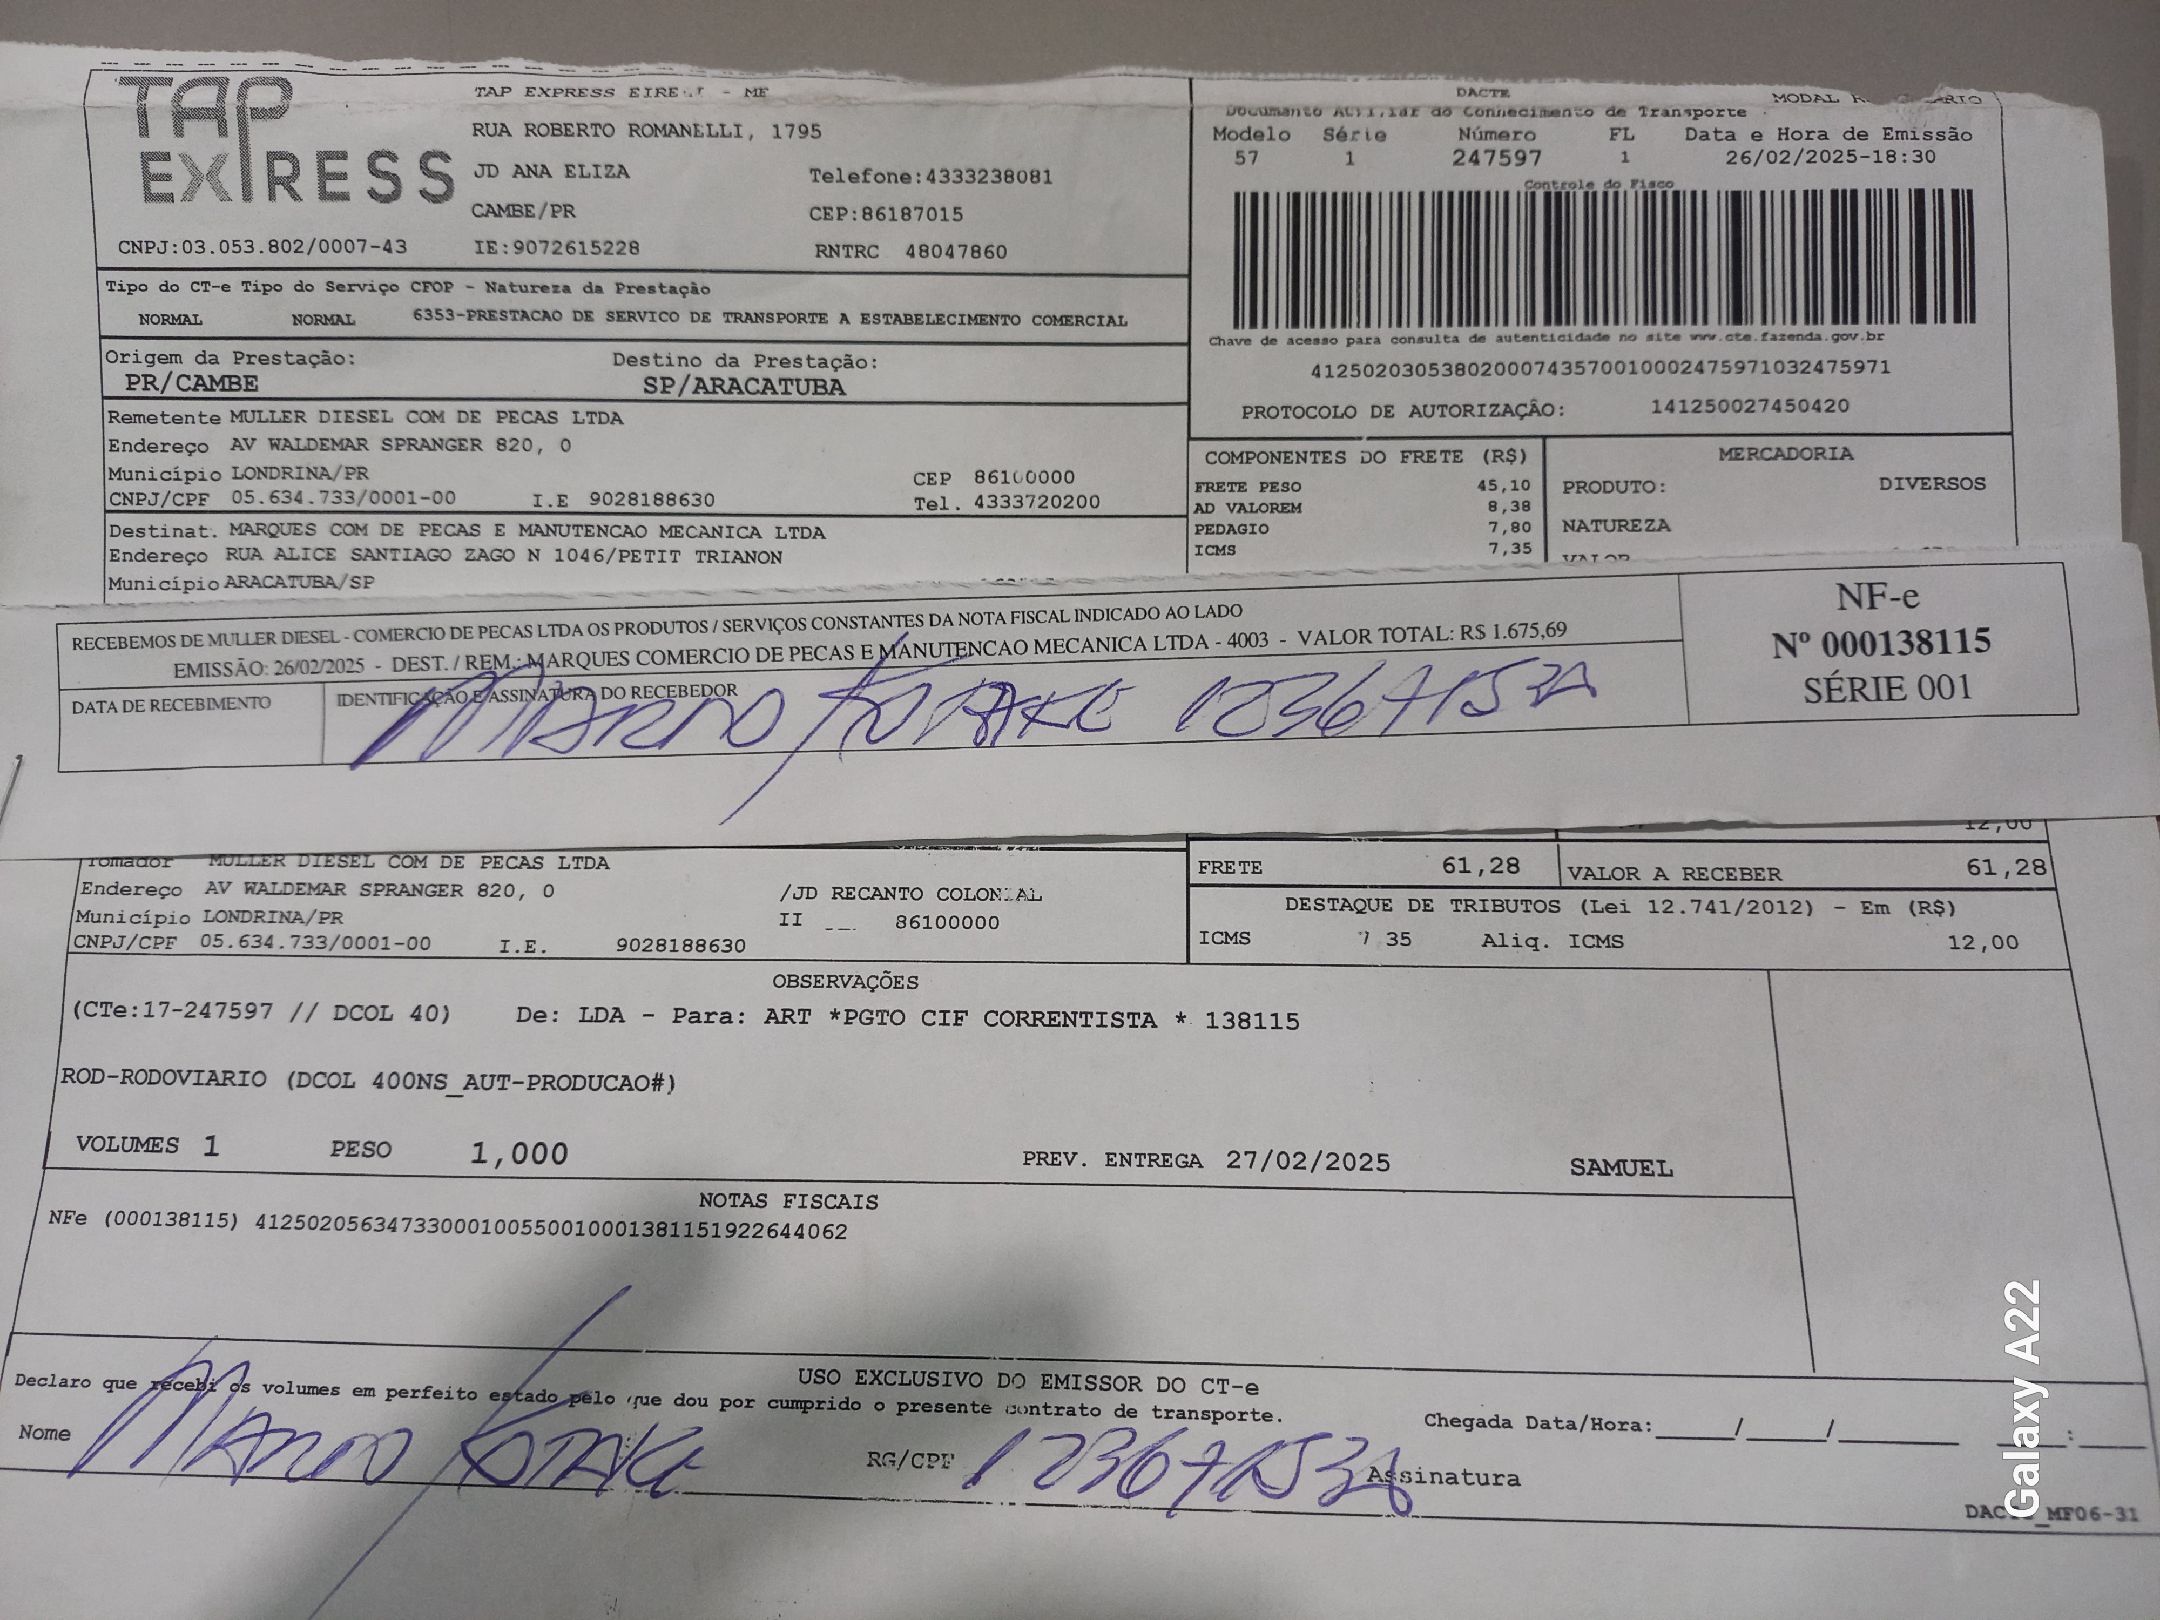 TAP EXPRESS
TAP EXPRESS - ME
RUA ROBERTO ROMANELLI, 1795
JD ANA ELIZA Telefone:4333238081
CAMBE/PR CEP:86187015
CNPJ:03.053.802/0007-43 IE:9072615228 RNTRC 48047860
DACTE
MODAL
Documento Auxiliar do Conhecimento de Transporte
Modelo Série Número FL Data e Hora de Emissão
57 1 247597 1 26/02/2025-18:30
Controle do Fisco
Chave de acesso para consulta de autenticidade no site www.cte.fazenda.gov.br
41250203053802000743570010002475971032475971
PROTOCOLO DE AUTORIZAÇÃO: 141250027450420
Tipo do CT-e Tipo do Serviço CFOP - Natureza da Prestação
NORMAL NORMAL 6353-PRESTACAO DE SERVICO DE TRANSPORTE A ESTABELECIMENTO COMERCIAL
Origem da Prestação: Destino da Prestação:
PR/CAMBE SP/ARACATUBA
Remetente MULLER DIESEL COM DE PECAS LTDA
Endereço AV WALDEMAR SPRANGER 820, 0
Município LONDRINA/PR CEP 86100000
CNPJ/CPF 05.634.733/0001-00 I.E 9028188630 Tel. 4333720200
Destinat. MARQUES COM DE PECAS E MANUTENCAO MECANICA LTDA
Endereço RUA ALICE SANTIAGO ZAGO N 1046/PETIT TRIANON
Município ARACATUBA/SP
COMPONENTES DO FRETE (R$)
FRETE PESO 45,10
AD VALOREM 8,38
PEDAGIO 7,80
ICMS 7,35
MERCADORIA
PRODUTO: DIVERSOS
NATUREZA
VALOR
RECEBEMOS DE MULLER DIESEL - COMERCIO DE PECAS LTDA OS PRODUTOS / SERVIÇOS CONSTANTES DA NOTA FISCAL INDICADO AO LADO
EMISSÃO: 26/02/2025 - DEST. / REM.: MARQUES COMERCIO DE PECAS E MANUTENCAO MECANICA LTDA - 4003 - VALOR TOTAL: R$ 1.675,69
DATA DE RECEBIMENTO IDENTIFICAÇÃO E ASSINATURA DO RECEBEDOR
NF-e
Nº 000138115
SÉRIE 001
12,00
Tomador MULLER DIESEL COM DE PECAS LTDA
Endereço AV WALDEMAR SPRANGER 820, 0 /JD RECANTO COLONIAL
Município LONDRINA/PR II 86100000
CNPJ/CPF 05.634.733/0001-00 I.E. 9028188630
FRETE 61,28 VALOR A RECEBER 61,28
DESTAQUE DE TRIBUTOS (Lei 12.741/2012) - Em (R$)
ICMS 7 35 Aliq. ICMS 12,00
OBSERVAÇÕES
(CTe:17-247597 // DCOL 40) De: LDA - Para: ART *PGTO CIF CORRENTISTA * 138115
ROD-RODOVIARIO (DCOL 400NS_AUT-PRODUCAO#)
VOLUMES 1 PESO 1,000 PREV. ENTREGA 27/02/2025 SAMUEL
NOTAS FISCAIS
NFe (000138115) 41250205634733000100550010001381151922644062
USO EXCLUSIVO DO EMISSOR DO CT-e
Declaro que recebi os volumes em perfeito estado pelo que dou por cumprido o presente contrato de transporte.
Nome RG/CPF Assinatura
Chegada Data/Hora:_____/_____/_______ ____:____
MF06-31
Galaxy A22